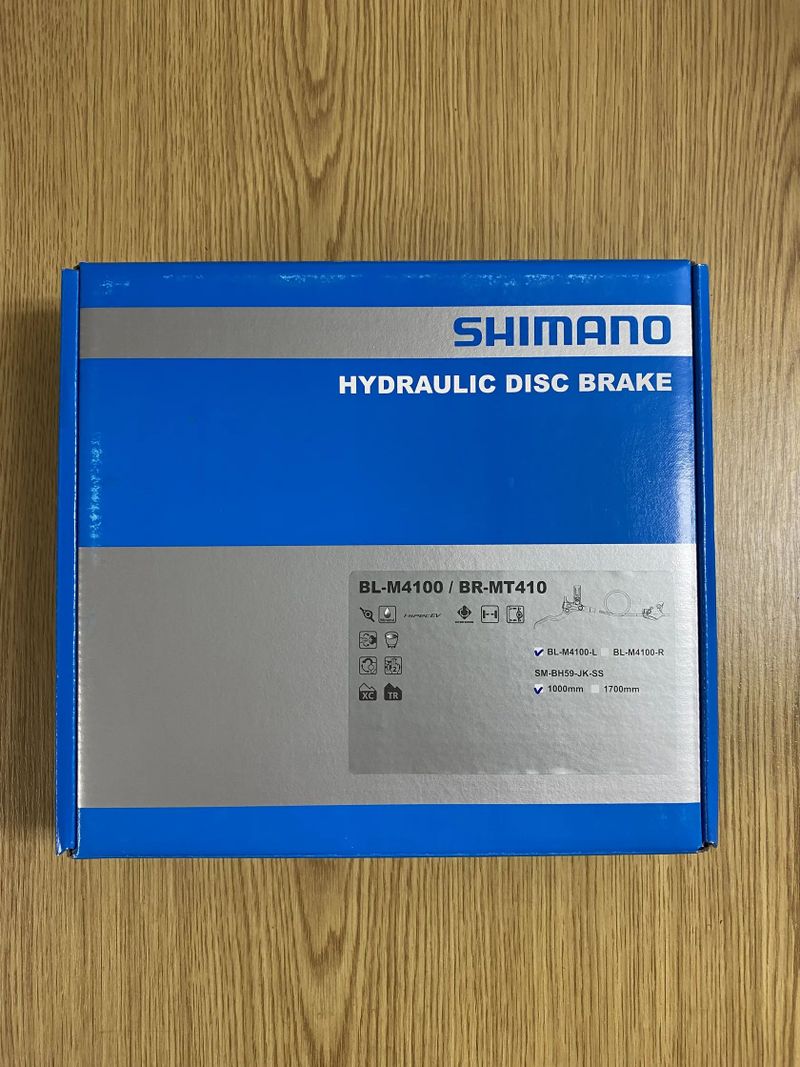 SHIMANO
HYDRAULIC DISC BRAKE
BL-M4100 / BR-MT410
BL-M4100-L BL-M4100-R
SM-BH59-JK-SS
1000mm 1700mm
XC TR